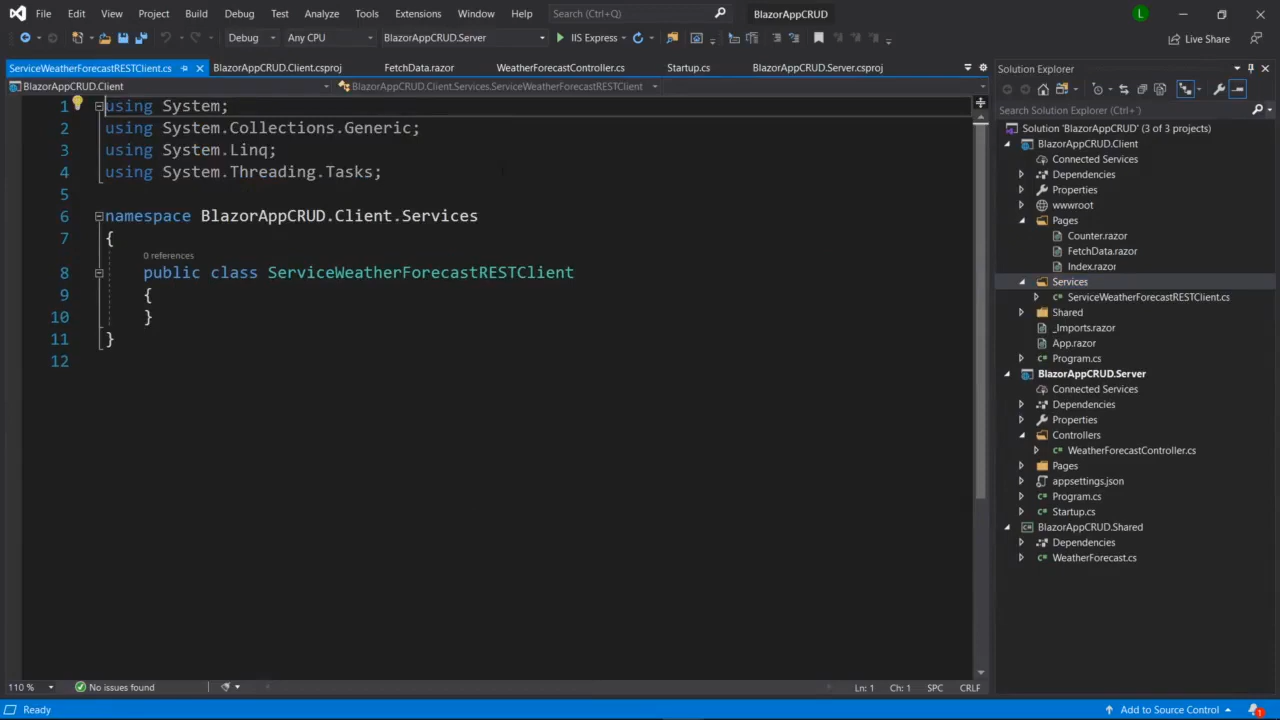 File Edit View Project Build Debug Test Analyze Tools Extensions Window Help Search (Ctrl+Q) BlazorAppCRUD L
Debug Any CPU BlazorAppCRUD.Server IIS Express Live Share
ServiceWeatherForecastRESTClient.cs BlazorAppCRUD.Client.csproj FetchData.razor WeatherForecastController.cs Startup.cs BlazorAppCRUD.Server.csproj
BlazorAppCRUD.Client BlazorAppCRUD.Client.Services.ServiceWeatherForecastRESTClient
1 using System;
2 using System.Collections.Generic;
3 using System.Linq;
4 using System.Threading.Tasks;
5
6 namespace BlazorAppCRUD.Client.Services
7 {
0 references
8 public class ServiceWeatherForecastRESTClient
9 {
10 }
11 }
12
110 % No issues found Ln: 1 Ch: 1 SPC CRLF
Solution Explorer
Search Solution Explorer (Ctrl+´)
Solution 'BlazorAppCRUD' (3 of 3 projects)
BlazorAppCRUD.Client
Connected Services
Dependencies
Properties
wwwroot
Pages
Counter.razor
FetchData.razor
Index.razor
Services
C# ServiceWeatherForecastRESTClient.cs
Shared
_Imports.razor
App.razor
C# Program.cs
BlazorAppCRUD.Server
Connected Services
Dependencies
Properties
Controllers
C# WeatherForecastController.cs
Pages
appsettings.json
C# Program.cs
C# Startup.cs
C# BlazorAppCRUD.Shared
Dependencies
C# WeatherForecast.cs
Ready Add to Source Control 1